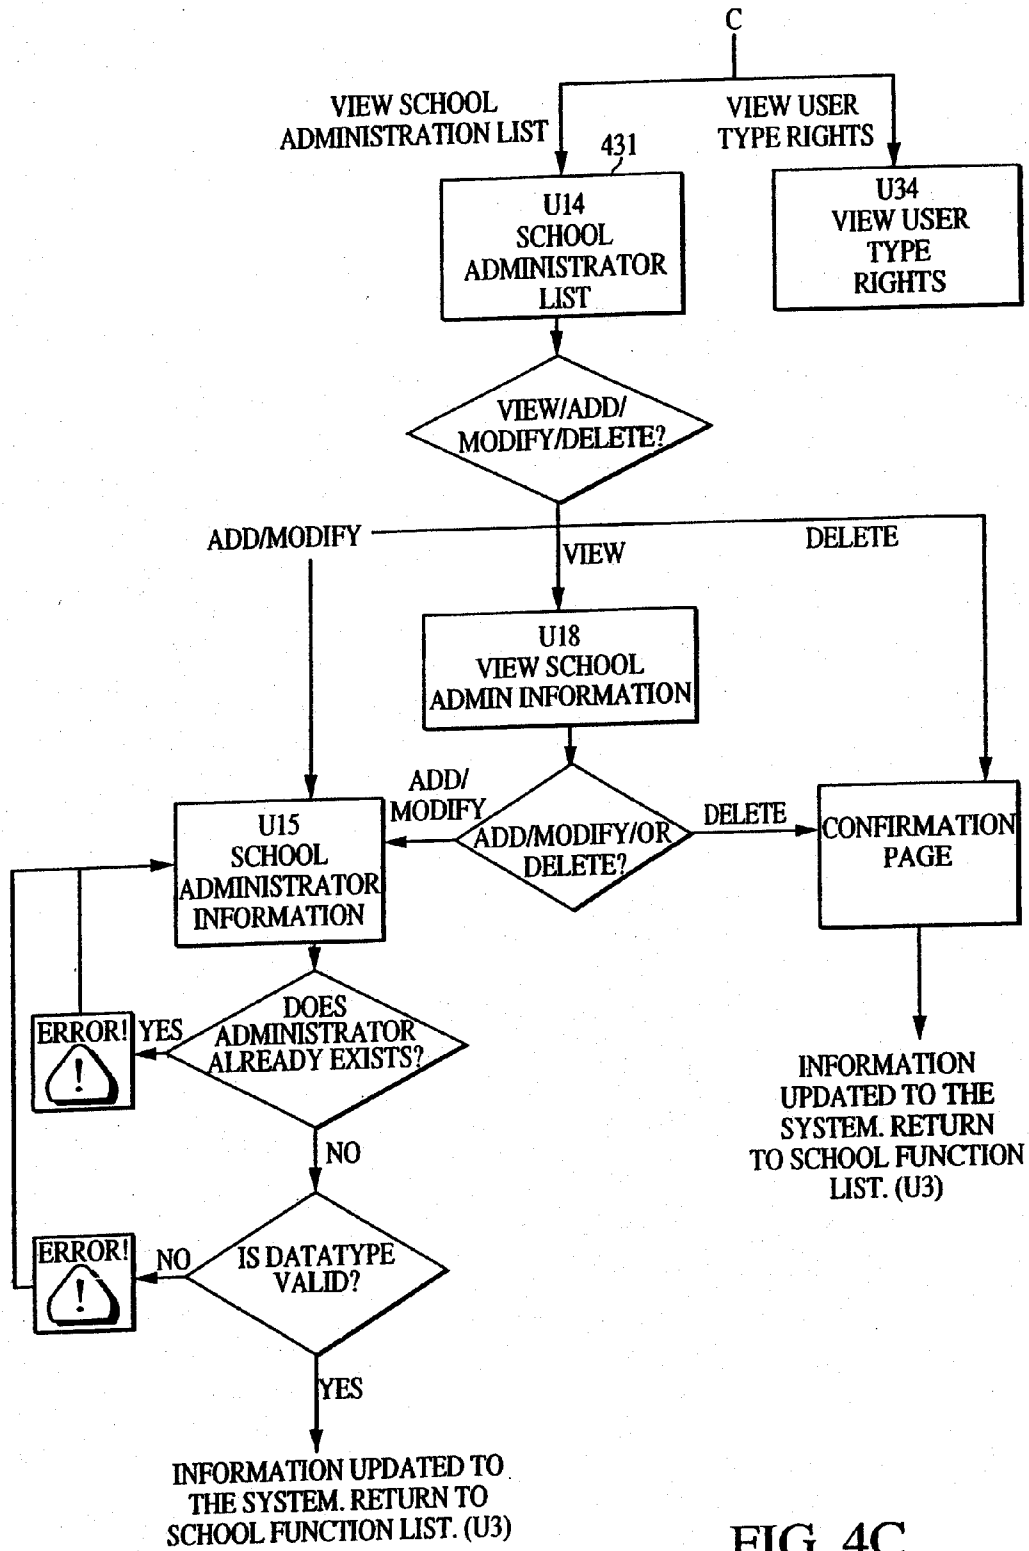 C
VIEW SCHOOL
ADMINISTRATION LIST
VIEW USER
TYPE RIGHTS
431
U14
SCHOOL
ADMINISTRATOR
LIST
U34
VIEW USER
TYPE
RIGHTS
VIEW/ADD/
MODIFY/DELETE?
ADD/MODIFY
VIEW
DELETE
U18
VIEW SCHOOL
ADMIN INFORMATION
ADD/
MODIFY
ADD/MODIFY/OR
DELETE?
DELETE
CONFIRMATION
PAGE
U15
SCHOOL
ADMINISTRATOR
INFORMATION
DOES
ADMINISTRATOR
ALREADY EXISTS?
YES
ERROR!
!
NO
INFORMATION
UPDATED TO THE
SYSTEM. RETURN
TO SCHOOL FUNCTION
LIST. (U3)
IS DATATYPE
VALID?
NO
ERROR!
!
YES
INFORMATION UPDATED TO
THE SYSTEM. RETURN TO
SCHOOL FUNCTION LIST. (U3)
FIG. 4C